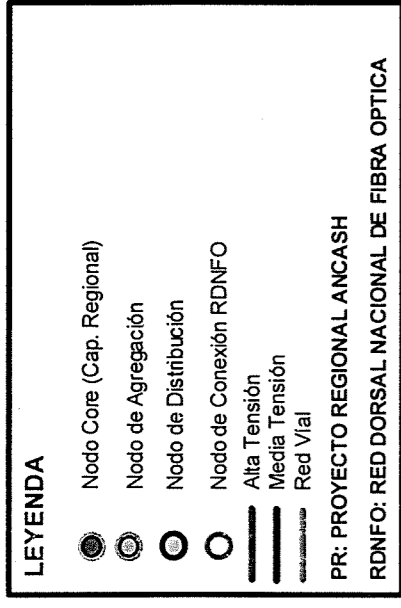 LEYENDA
Nodo Core (Cap. Regional)
Nodo de Agregación
Nodo de Distribución
Nodo de Conexión RDNFO
Alta Tensión
Media Tensión
Red Vial
PR: PROYECTO REGIONAL ANCASH
RDNFO: RED DORSAL NACIONAL DE FIBRA OPTICA